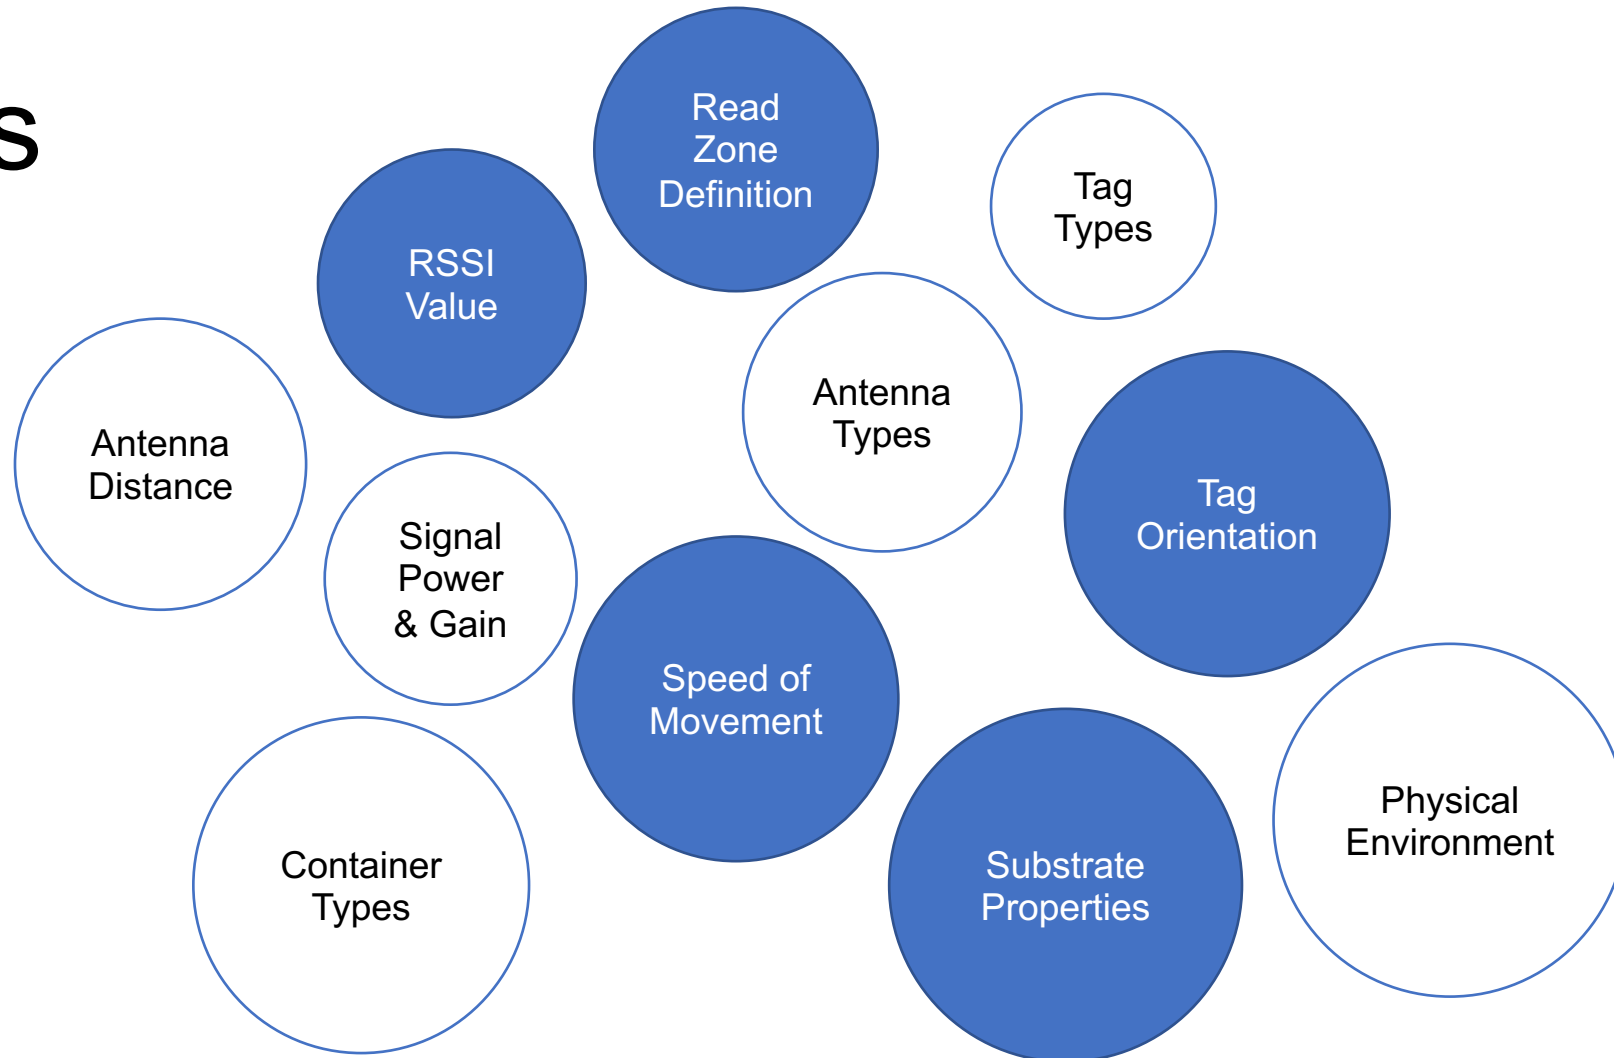 s
Read
Zone
Definition
Tag
Types
RSSI
Value
Antenna
Types
Antenna
Distance
Tag
Orientation
Signal
Power
& Gain
Speed of
Movement
Physical
Environment
Container
Types
Substrate
Properties